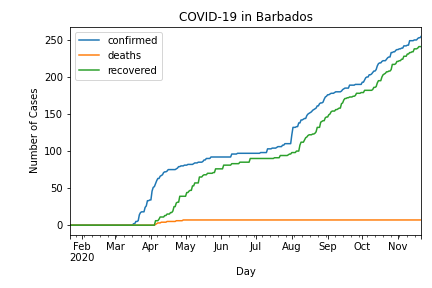 COVID-19 in Barbados
confirmed
deaths
recovered
Number of Cases
250
200
150
100
50
0
Feb Mar Apr May Jun Jul Aug Sep Oct Nov
2020
Day